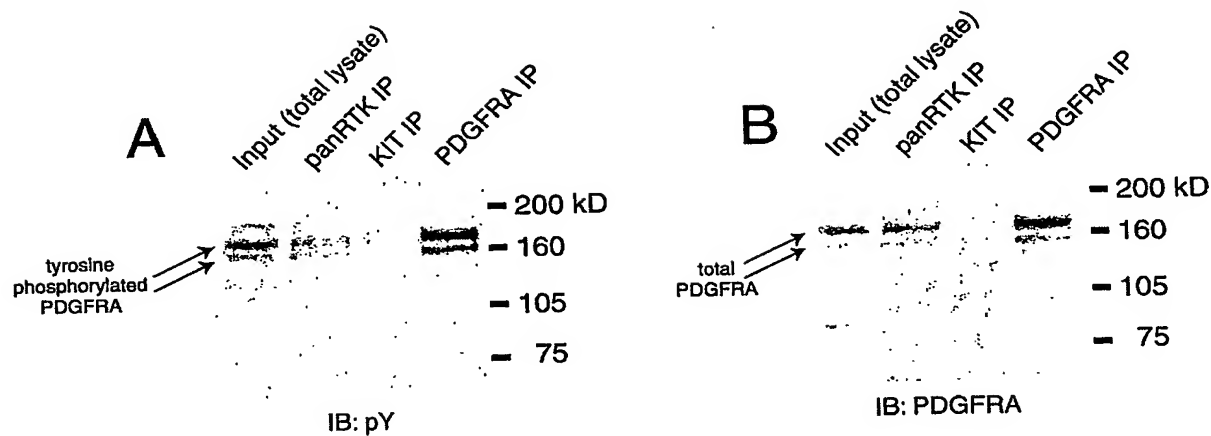 A
Input (total lysate)
panRTK IP
KIT IP
PDGFRA IP
200 kD
160
105
75
tyrosine
phosphorylated
PDGFRA
IB: pY
B
Input (total lysate)
panRTK IP
KIT IP
PDGFRA IP
200 kD
160
105
75
total
PDGFRA
IB: PDGFRA